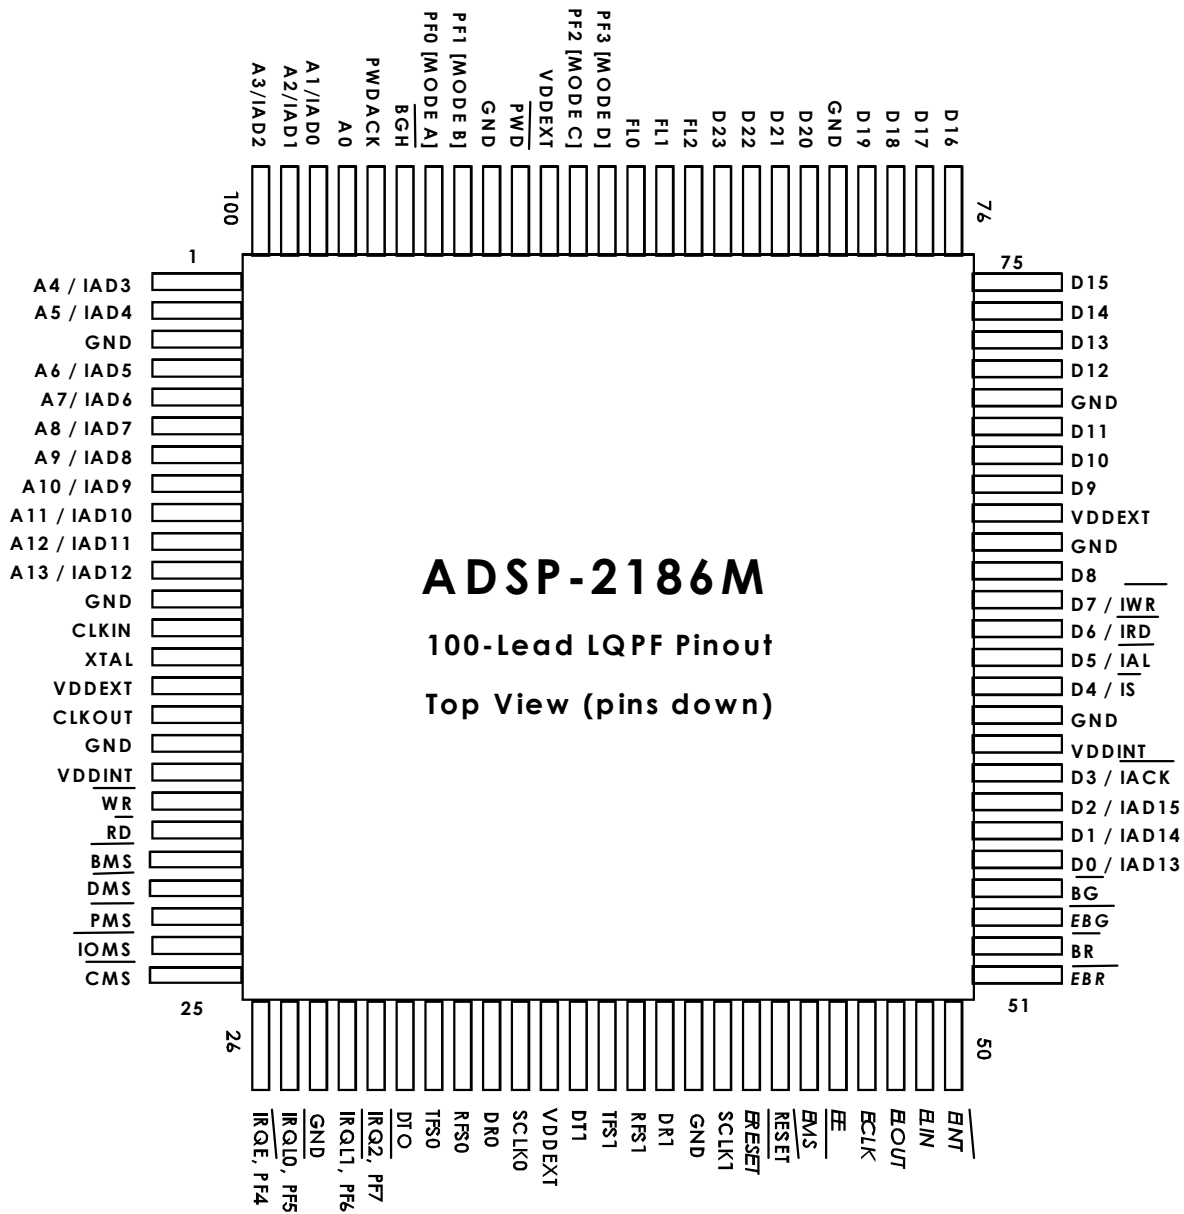 A3/IAD2
A2/IAD1
A1/IAD0
A0
PWDACK
BGH
PF0 [MODE A]
PF1 [MODE B]
GND
PWD
VDDEXT
PF2 [MODE C]
PF3 [MODE D]
FL0
FL1
FL2
D23
D22
D21
D20
GND
D19
D18
D17
D16
100
76
1
75
A4 / IAD3
A5 / IAD4
GND
A6 / IAD5
A7/ IAD6
A8 / IAD7
A9 / IAD8
A10 / IAD9
A11 / IAD10
A12 / IAD11
A13 / IAD12
GND
CLKIN
XTAL
VDDEXT
CLKOUT
GND
VDDINT
WR
RD
BMS
DMS
PMS
IOMS
CMS
ADSP-2186M
100-Lead LQPF Pinout
Top View (pins down)
D15
D14
D13
D12
GND
D11
D10
D9
VDDEXT
GND
D8
D7 / IWR
D6 / IRD
D5 / IAL
D4 / IS
GND
VDDINT
D3 / IACK
D2 / IAD15
D1 / IAD14
D0 / IAD13
BG
EBG
BR
EBR
25
51
26
50
IRQE, PF4
IRQL0, PF5
GND
IRQL1, PF6
IRQ2, PF7
DTO
TFS0
RFS0
DR0
SCLK0
VDDEXT
DT1
TFS1
RFS1
DR1
GND
SCLK1
ERESET
RESET
EMS
EE
ECLK
ELOUT
ELIN
EINT